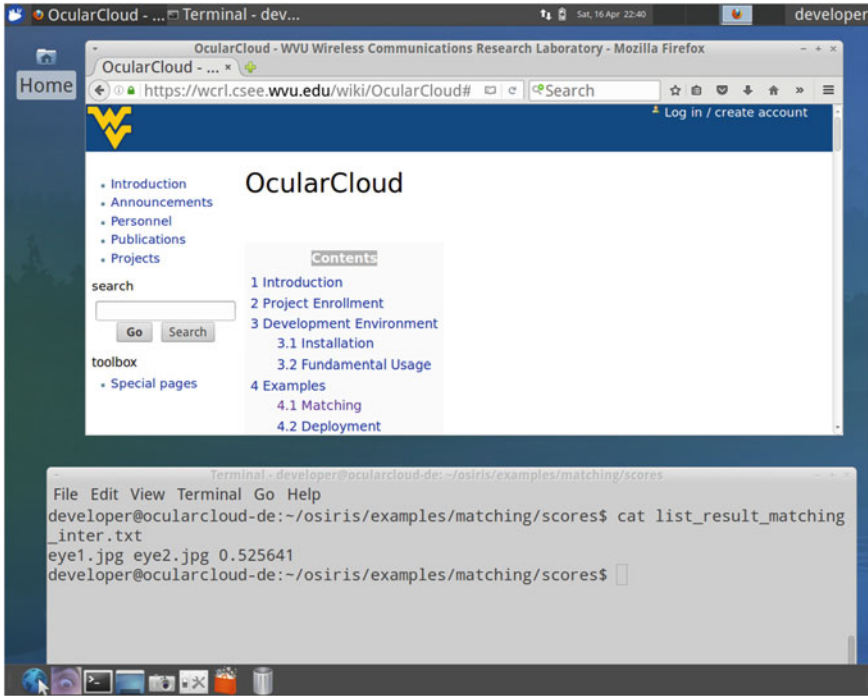 OcularCloud - ... Terminal - dev... Sat, 16 Apr 22:40 developer
Home
OcularCloud - WVU Wireless Communications Research Laboratory - Mozilla Firefox
OcularCloud - ... ×
https://wcrl.csee.wvu.edu/wiki/OcularCloud# Search
Log in / create account
Introduction
Announcements
Personnel
Publications
Projects
search
Go Search
toolbox
Special pages
OcularCloud
Contents
1 Introduction
2 Project Enrollment
3 Development Environment
3.1 Installation
3.2 Fundamental Usage
4 Examples
4.1 Matching
4.2 Deployment
Terminal - developer@ocularcloud-de: ~/osiris/examples/matching/scores
File Edit View Terminal Go Help
developer@ocularcloud-de:~/osiris/examples/matching/scores$ cat list_result_matching
_inter.txt
eye1.jpg eye2.jpg 0.525641
developer@ocularcloud-de:~/osiris/examples/matching/scores$